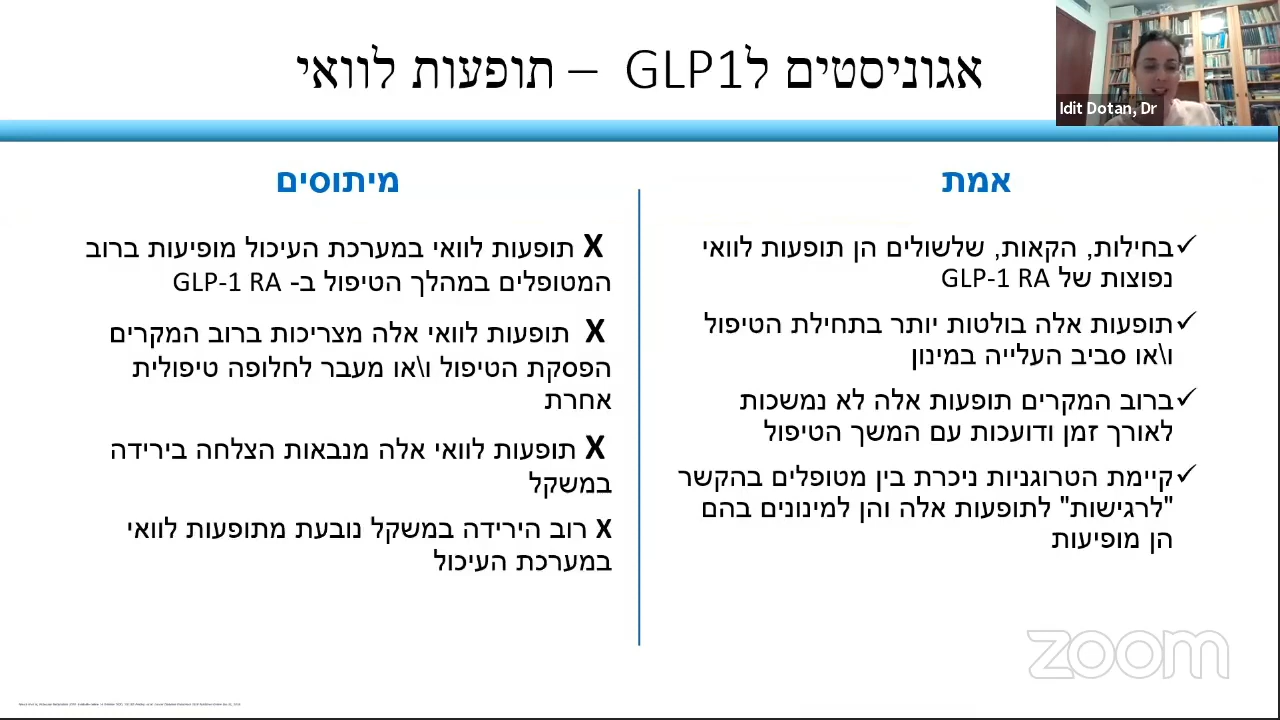 אגוניסטים לGLP1 – תופעות לוואי
Idit Dotan, Dr
אמת
✓בחילות, הקאות, שלשולים הן תופעות לוואי
נפוצות של GLP-1 RA
✓תופעות אלה בולטות יותר בתחילת הטיפול
ו\או סביב העלייה במינון
✓ברוב המקרים תופעות אלה לא נמשכות
לאורך זמן ודועכות עם המשך הטיפול
✓קיימת הטרוגניות ניכרת בין מטופלים בהקשר
"לרגישות" לתופעות אלה והן למינונים בהם
הן מופיעות
מיתוסים
X תופעות לוואי במערכת העיכול מופיעות ברוב
המטופלים במהלך הטיפול ב- GLP-1 RA
X תופעות לוואי אלה מצריכות ברוב המקרים
הפסקת הטיפול ו\או מעבר לחלופה טיפולית
אחרת
X תופעות לוואי אלה מנבאות הצלחה בירידה
במשקל
X רוב הירידה במשקל נובעת מתופעות לוואי
במערכת העיכול
zoom